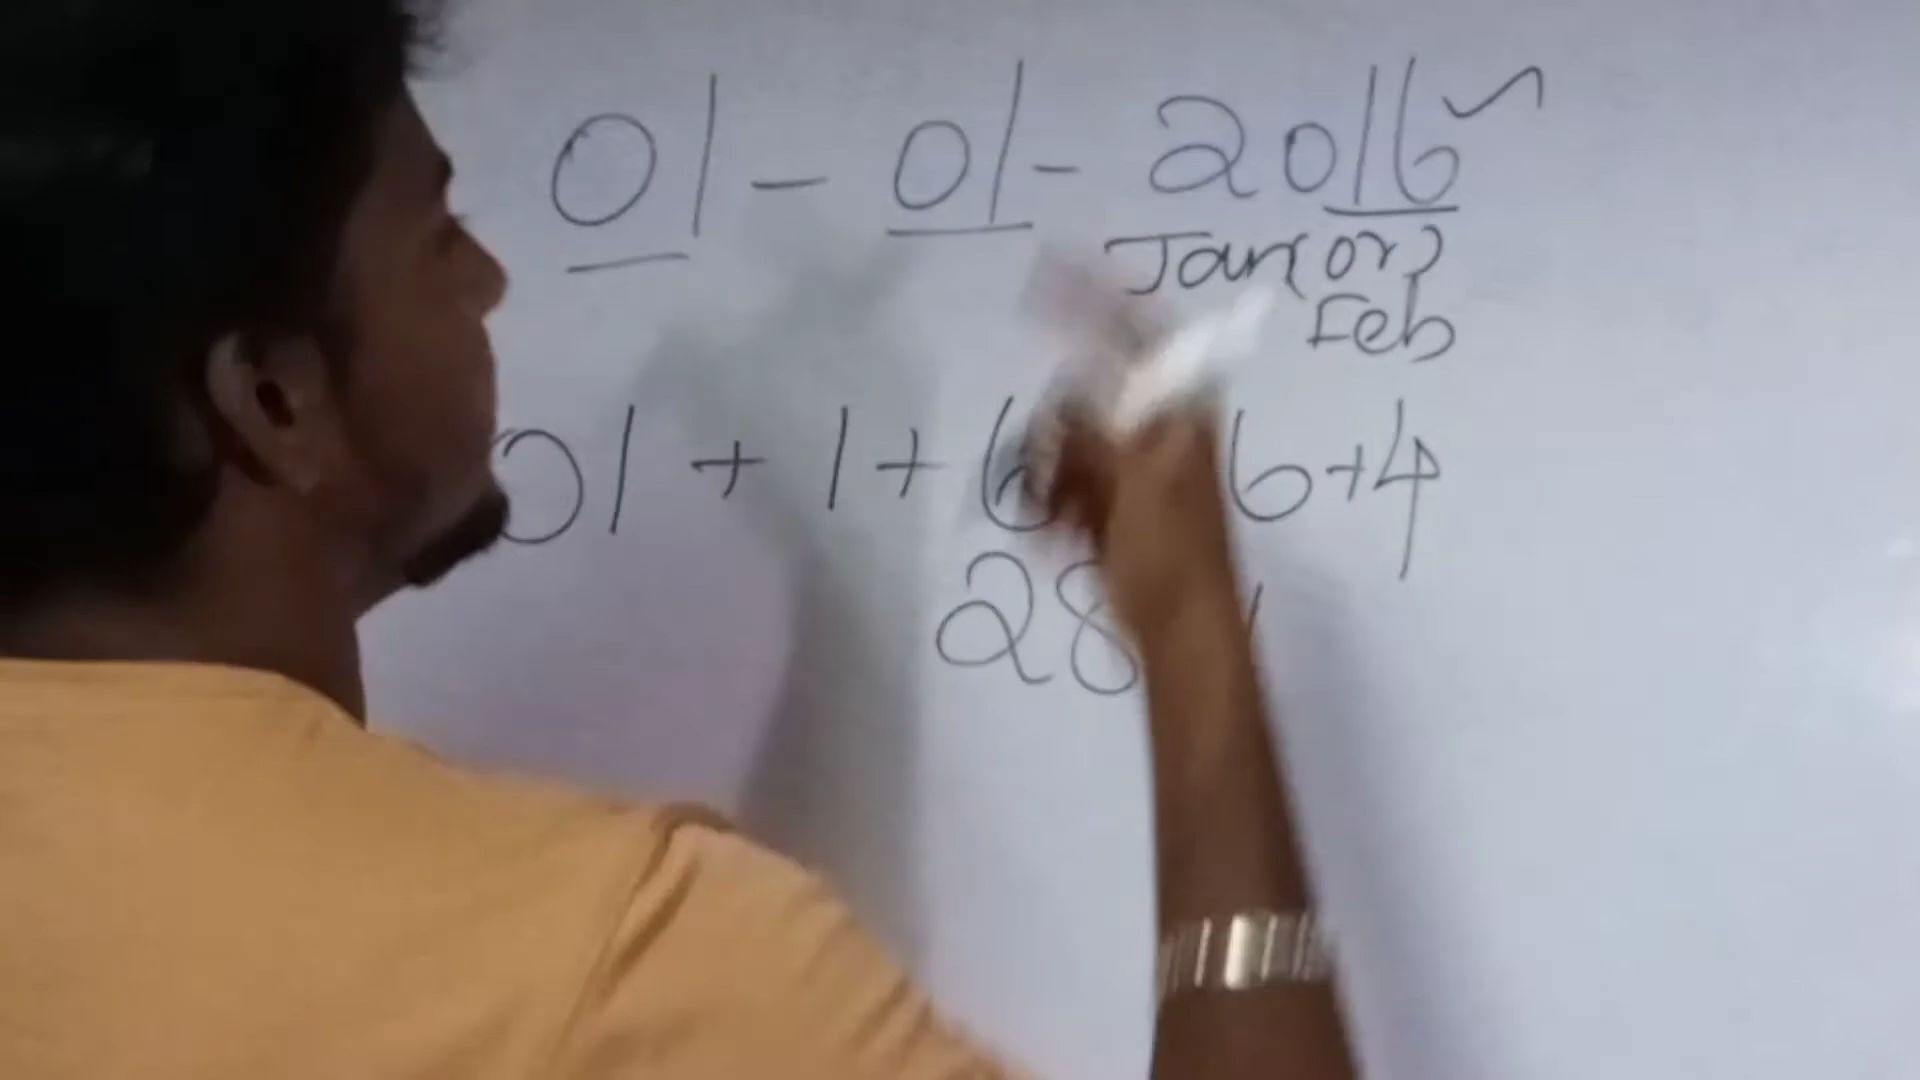 01 - 01 - 2016
Jan (or)
Feb
01 + 1 + 6 6 + 4
28